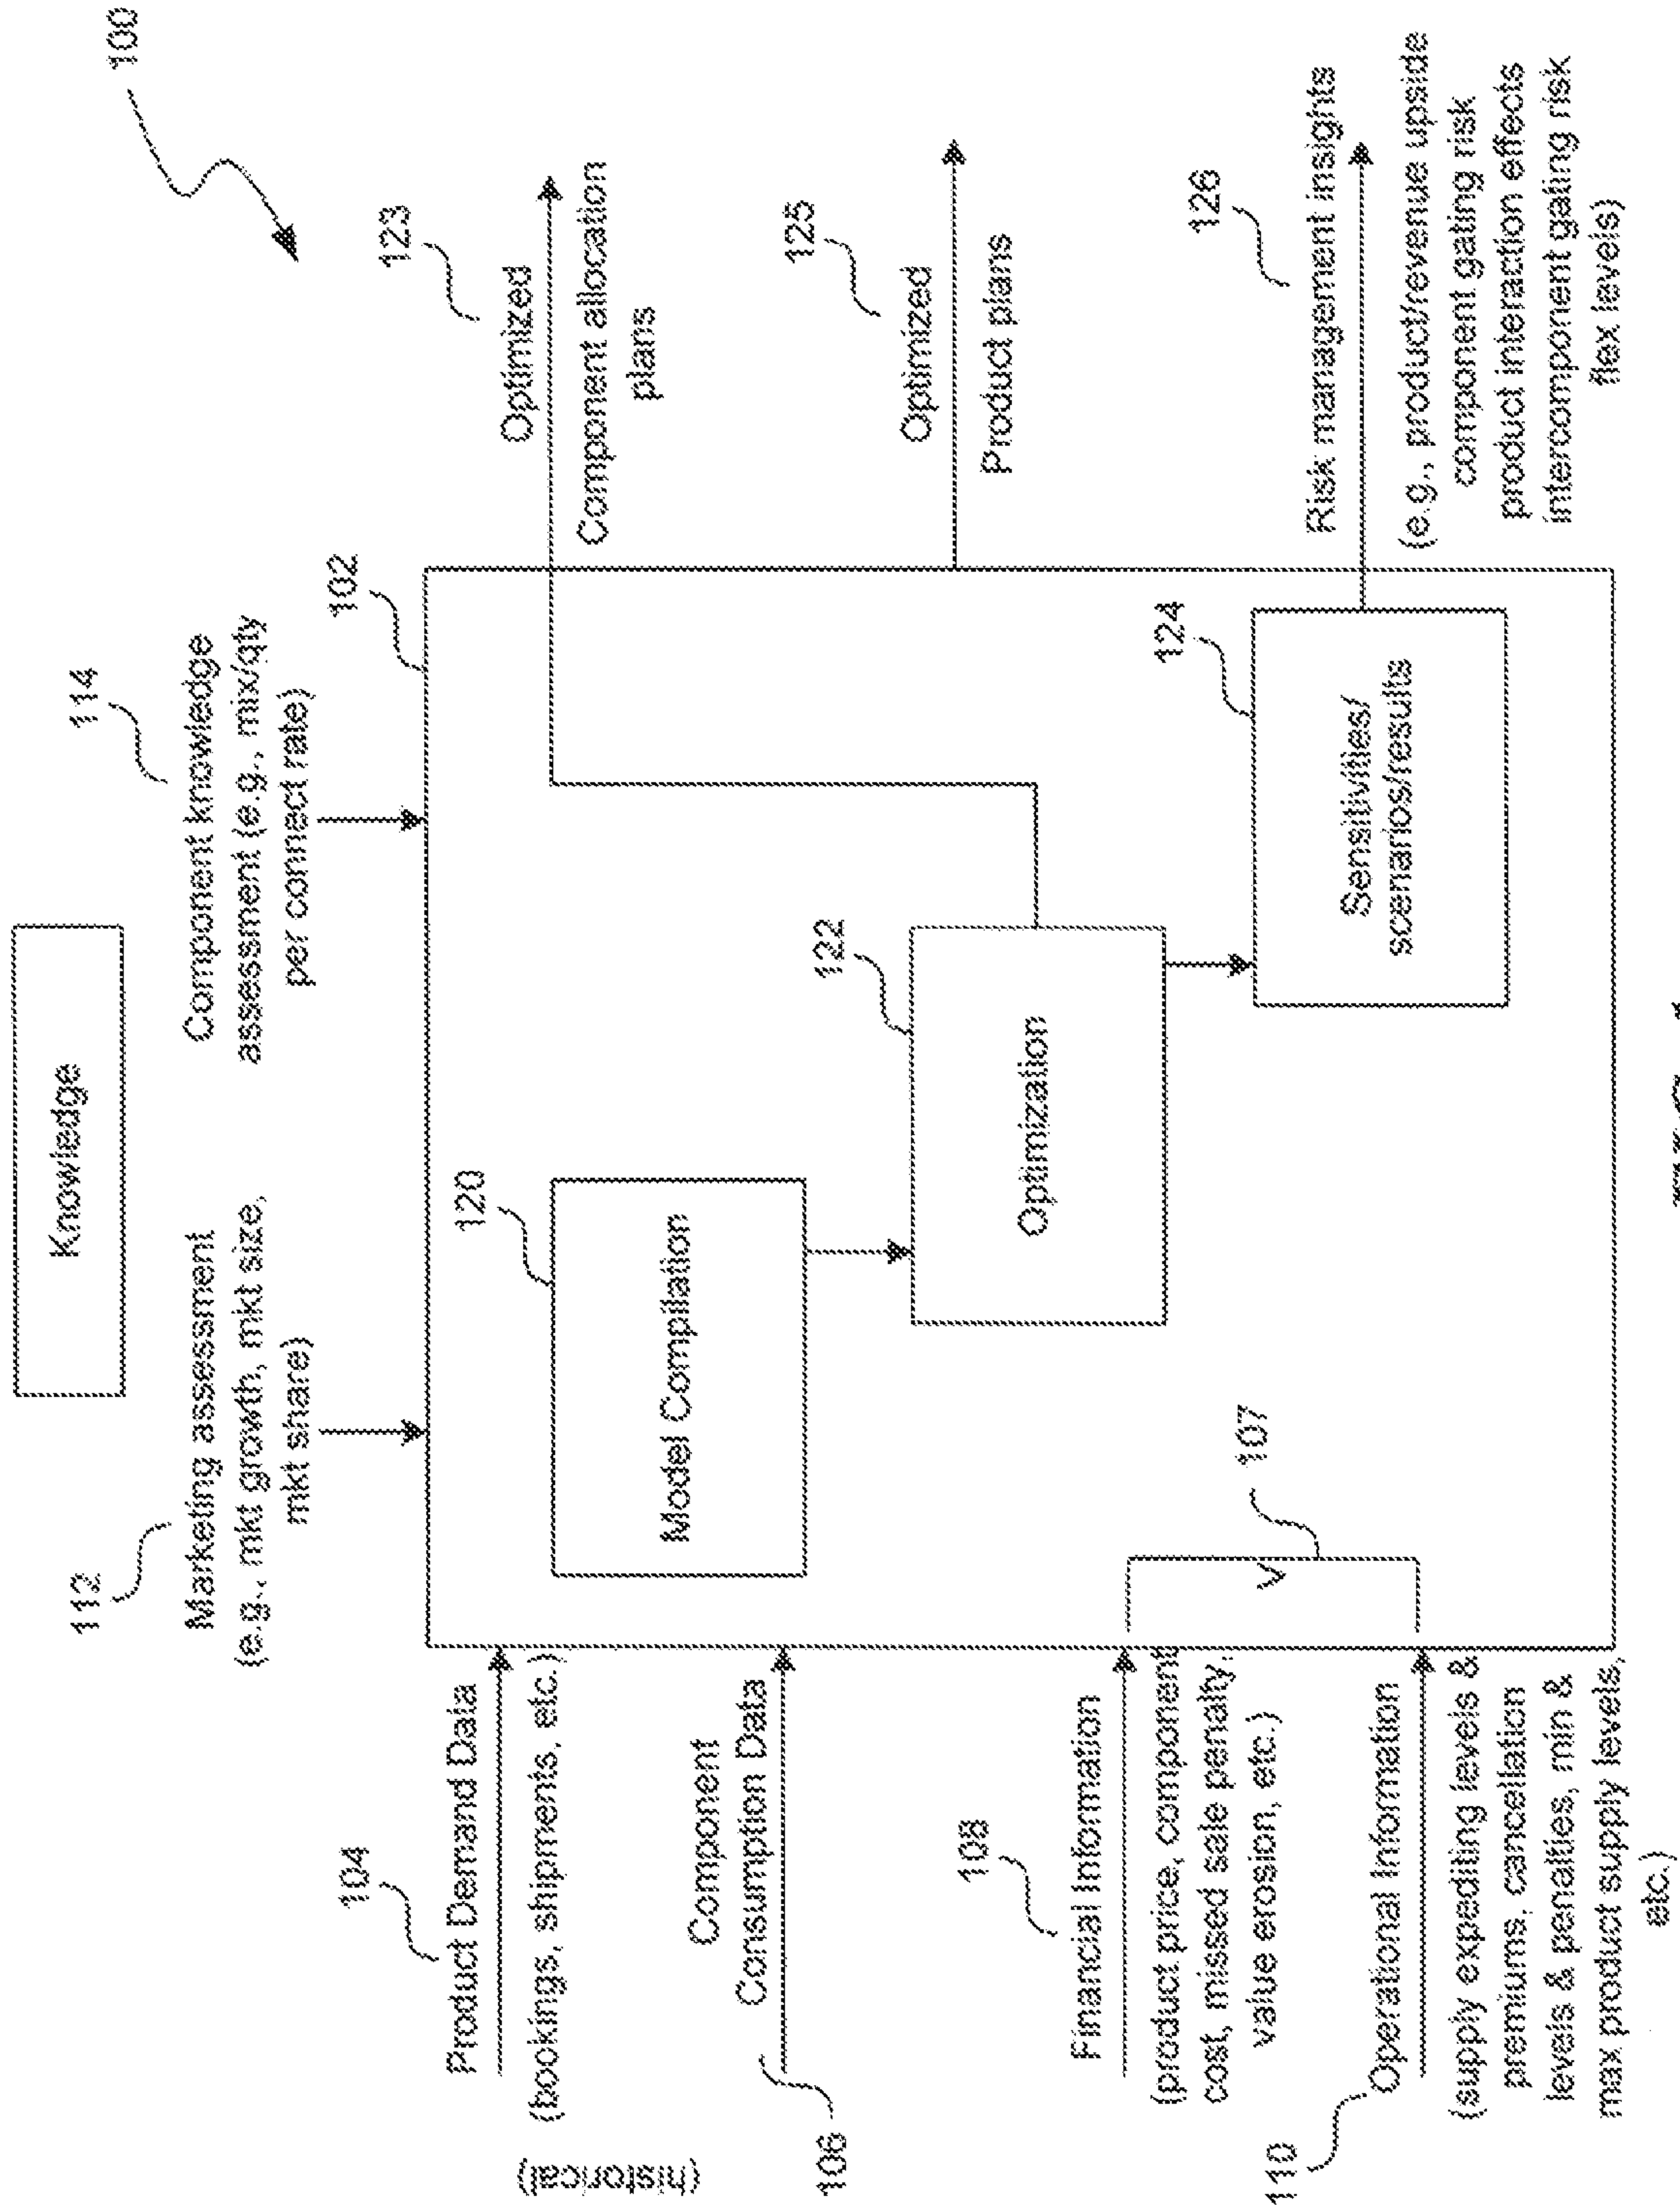 100
Knowledge
112
Marketing assessment
(e.g., mkt growth, mkt size,
mkt share)
114
Component knowledge
assessment (e.g., mix/qty
per connect rate)
102
104
Product Demand Data
(bookings, shipments, etc.)
(historical)
Component
Consumption Data
106
108
Financial Information
(product price, component
cost, missed sale penalty,
value erosion, etc.)
110
Operational Information
(supply expediting levels &
premiums, cancellation
levels & penalties, min &
max product supply levels,
etc.)
107
120
Model Compilation
122
Optimization
124
Sensitivities/
scenarios/results
123
Optimized
Component allocation
plans
125
Optimized
Product plans
126
Risk management insights
(e.g., product/revenue upside
component gating risk
product interaction effects
intercomponent gating risk
flex levels)